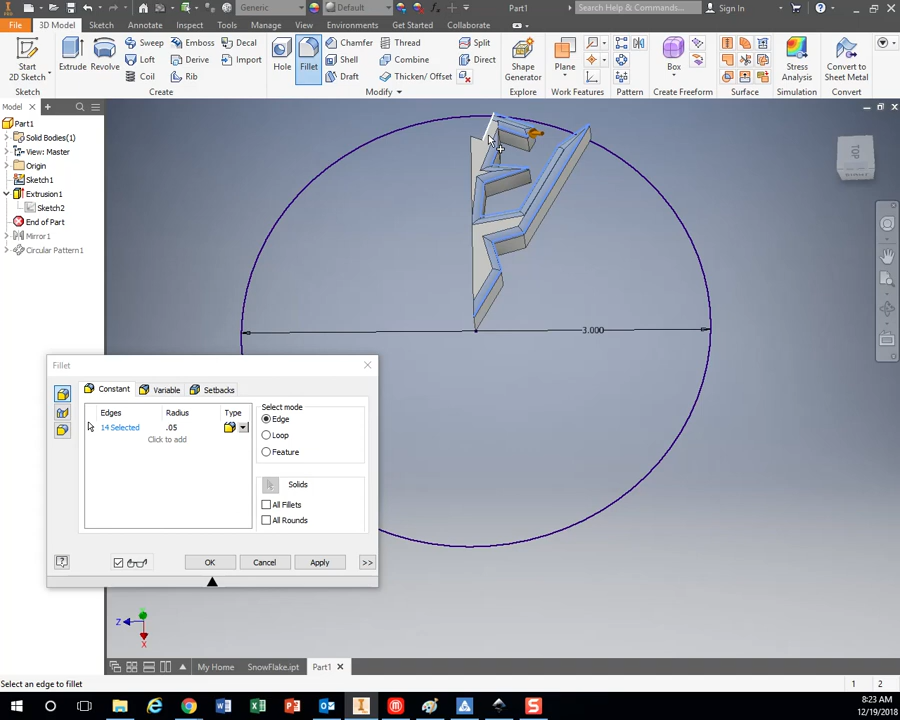 Generic
Default
Part1
Search Help & Commands...
Sign In
File
3D Model
Sketch
Annotate
Inspect
Tools
Manage
View
Environments
Get Started
Collaborate
Start
2D Sketch
Extrude
Revolve
Sweep
Loft
Coil
Emboss
Derive
Rib
Decal
Import
Create
Hole
Fillet
Chamfer
Shell
Draft
Thread
Combine
Thicken/ Offset
Split
Direct
Modify
Shape
Generator
Explore
Plane
Work Features
Pattern
Box
Create Freeform
Surface
Stress
Analysis
Simulation
Convert to
Sheet Metal
Convert
Model
Part1
Solid Bodies(1)
View: Master
Origin
Sketch1
Extrusion1
Sketch2
End of Part
Mirror1
Circular Pattern1
TOP
3.000
Fillet
Constant
Variable
Setbacks
Edges
Radius
Type
14 Selected
.05
Click to add
Select mode
Edge
Loop
Feature
Solids
All Fillets
All Rounds
OK
Cancel
Apply
>>
Z
X
My Home
SnowFlake.ipt
Part1
Select an edge to fillet
1
2
8:23 AM
12/19/2018